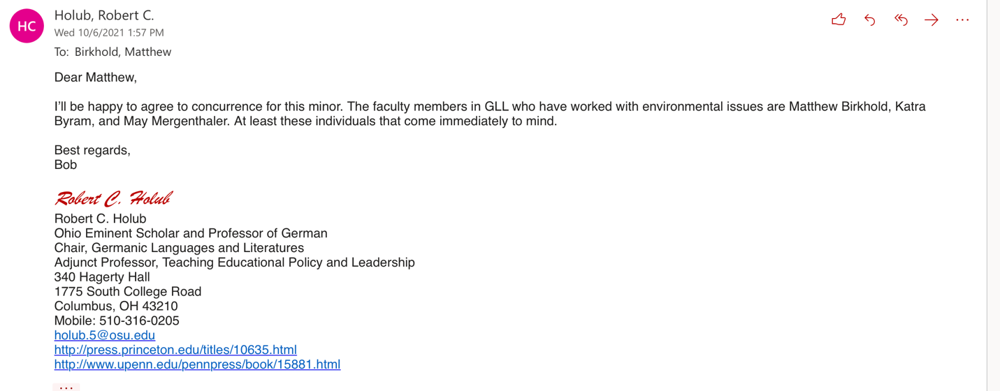 HC
Holub, Robert C.
Wed 10/6/2021 1:57 PM
To: Birkhold, Matthew
Dear Matthew,
I'll be happy to agree to concurrence for this minor. The faculty members in GLL who have worked with environmental issues are Matthew Birkhold, Katra
Byram, and May Mergenthaler. At least these individuals that come immediately to mind.
Best regards,
Bob
Robert C. Holub
Robert C. Holub
Ohio Eminent Scholar and Professor of German
Chair, Germanic Languages and Literatures
Adjunct Professor, Teaching Educational Policy and Leadership
340 Hagerty Hall
1775 South College Road
Columbus, OH 43210
Mobile: 510-316-0205
holub.5@osu.edu
http://press.princeton.edu/titles/10635.html
http://www.upenn.edu/pennpress/book/15881.html